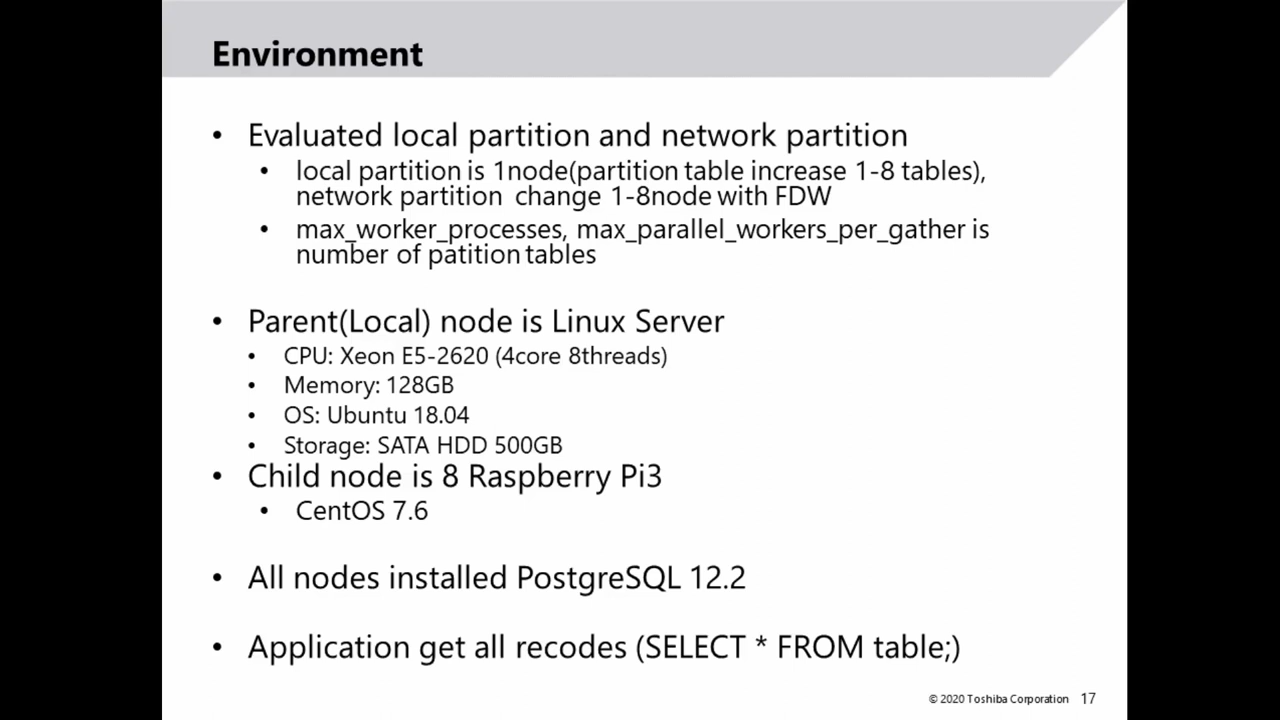 Environment
• Evaluated local partition and network partition
• local partition is 1node(partition table increase 1-8 tables),
network partition change 1-8node with FDW
• max_worker_processes, max_parallel_workers_per_gather is
number of patition tables
• Parent(Local) node is Linux Server
• CPU: Xeon E5-2620 (4core 8threads)
• Memory: 128GB
• OS: Ubuntu 18.04
• Storage: SATA HDD 500GB
• Child node is 8 Raspberry Pi3
• CentOS 7.6
• All nodes installed PostgreSQL 12.2
• Application get all recodes (SELECT * FROM table;)
© 2020 Toshiba Corporation 17